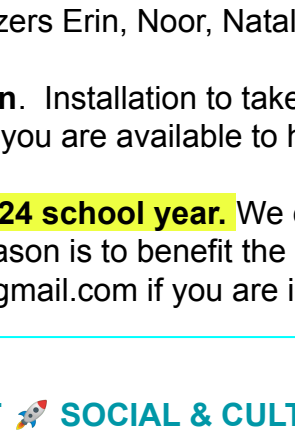 zers Erin, Noor, Natal
n.  Installation to take
you are available to h
24 school year. We
ason is to benefit the
gmail.com if you are i
🚀 SOCIAL & CULT